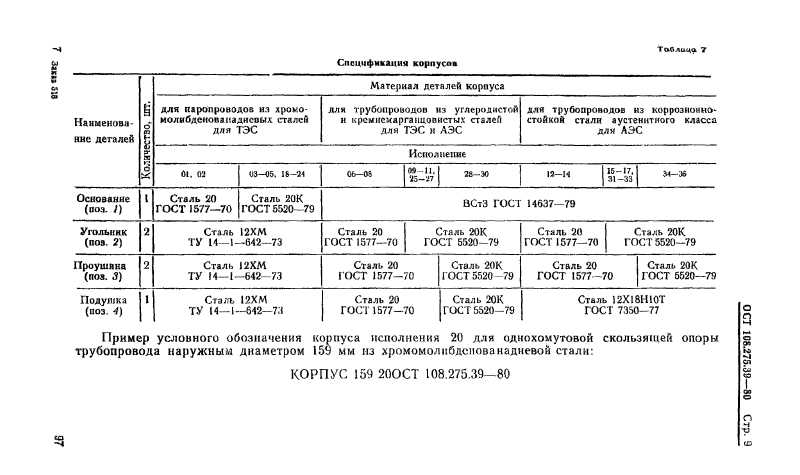 Таблица 7
Спецификация корпусов
Наименова-
ние деталей
Количество, шт.
Материал деталей корпуса
для паропроводов из хромо-
молибденованадиевых сталей
для ТЭС
для трубопроводов из углеродистой
и кремнемарганцовистых сталей
для ТЭС и АЭС
для трубопроводов из коррозионно-
стойкой стали аустенитного класса
для АЭС
Исполнение
01, 02
03—05, 18—24
06—08
09—11,
25—27
28—30
12—14
15—17,
31—33
34—36
Основание
(поз. 1)
1
Сталь 20
ГОСТ 1577—70
Сталь 20К
ГОСТ 5520—79
ВСт3 ГОСТ 14637—79
Угольник
(поз. 2)
2
Сталь 12ХМ
ТУ 14—1—642—73
Сталь 20
ГОСТ 1577—70
Сталь 20К
ГОСТ 5520—79
Сталь 20
ГОСТ 1577—70
Сталь 20К
ГОСТ 5520—79
Проушина
(поз. 3)
2
Сталь 12ХМ
ТУ 14—1—642—73
Сталь 20
ГОСТ 1577—70
Сталь 20К
ГОСТ 5520—79
Сталь 20
ГОСТ 1577—70
Сталь 20К
ГОСТ 5520—79
Подушка
(поз. 4)
1
Сталь 12ХМ
ТУ 14—1—642—73
Сталь 20
ГОСТ 1577—70
Сталь 20К
ГОСТ 5520—79
Сталь 12Х18Н10Т
ГОСТ 7350—77
Пример условного обозначения корпуса исполнения 20 для однохомутовой скользящей опоры
трубопровода наружным диаметром 159 мм из хромомолибденованадиевой стали:
КОРПУС 159 20ОСТ 108.275.39—80
7 Заказ 518
97
ОСТ 108.275.39—80 Стр. 9